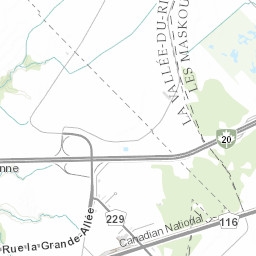 LA VALLÉE-DU-RI
LES MASKOU
20
nne
229
116
Canadian National
Rue la Grande-Allée